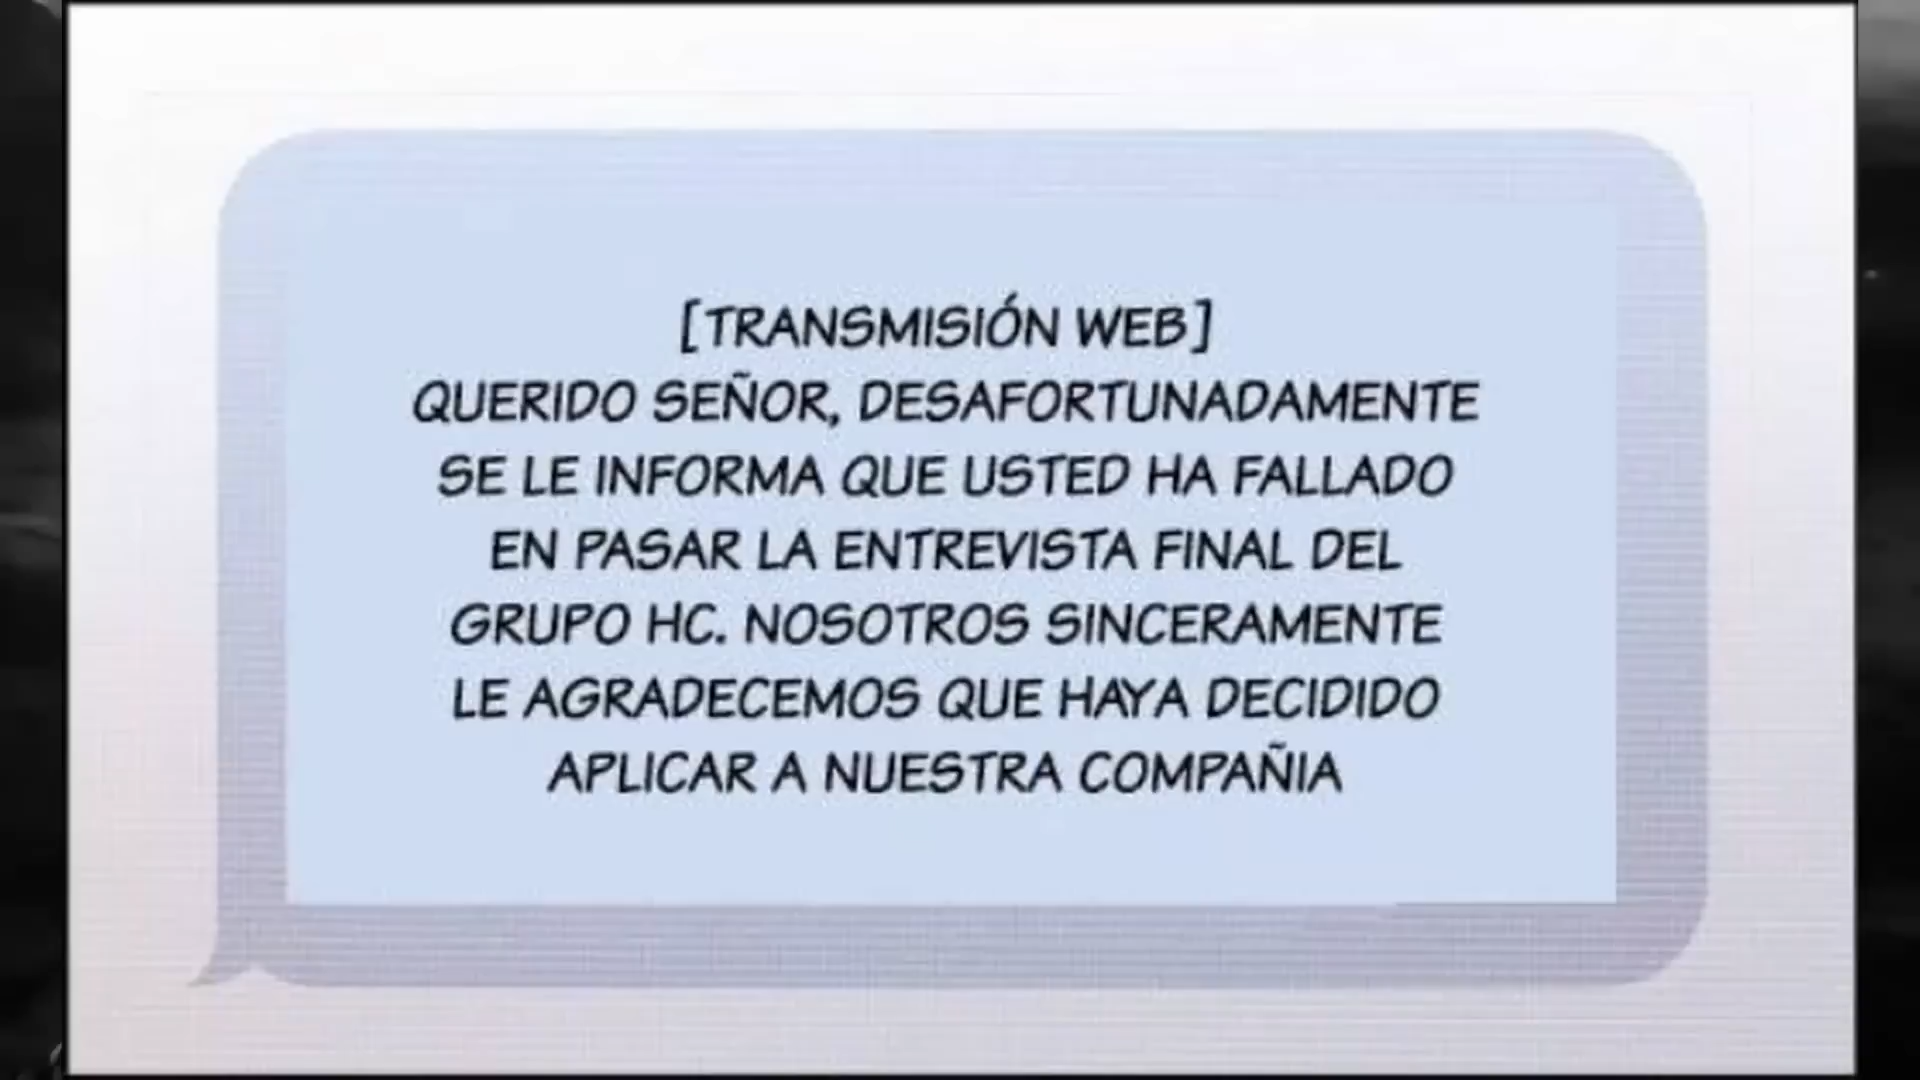 [TRANSMISIÓN WEB]
QUERIDO SEÑOR, DESAFORTUNADAMENTE
SE LE INFORMA QUE USTED HA FALLADO
EN PASAR LA ENTREVISTA FINAL DEL
GRUPO HC. NOSOTROS SINCERAMENTE
LE AGRADECEMOS QUE HAYA DECIDIDO
APLICAR A NUESTRA COMPAÑIA